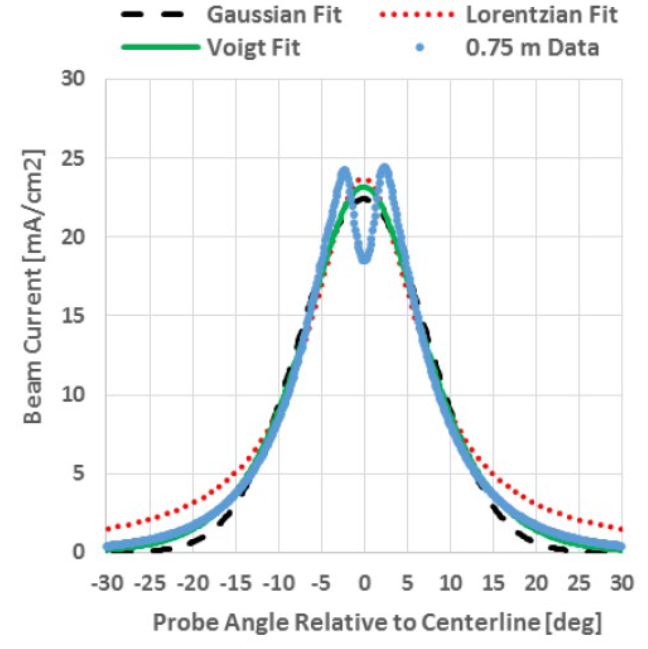 Gaussian Fit Lorentzian Fit
Voigt Fit 0.75 m Data
30
25
20
15
10
5
0
Beam Current [mA/cm2]
-30 -25 -20 -15 -10 -5 0 5 10 15 20 25 30
Probe Angle Relative to Centerline [deg]